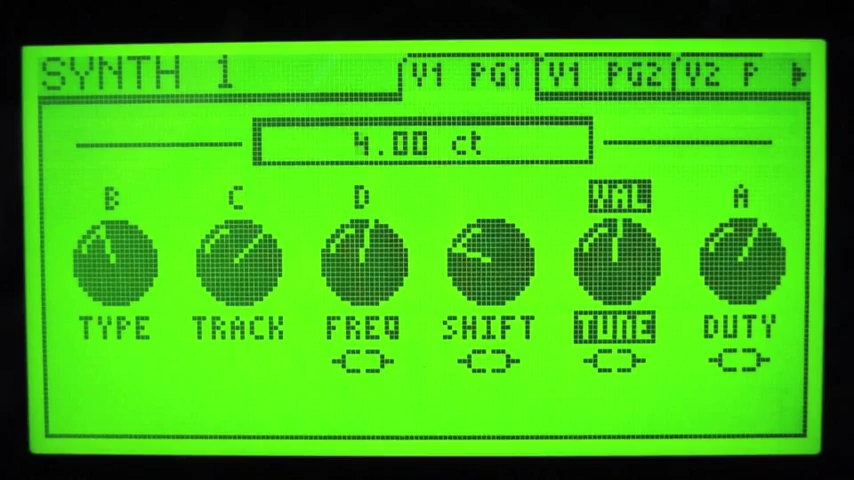 SYNTH 1 V1 PG1 V1 PG2 V2 P
4.00 ct
B C D VAL A
TYPE TRACK FREQ SHIFT TUNE DUTY